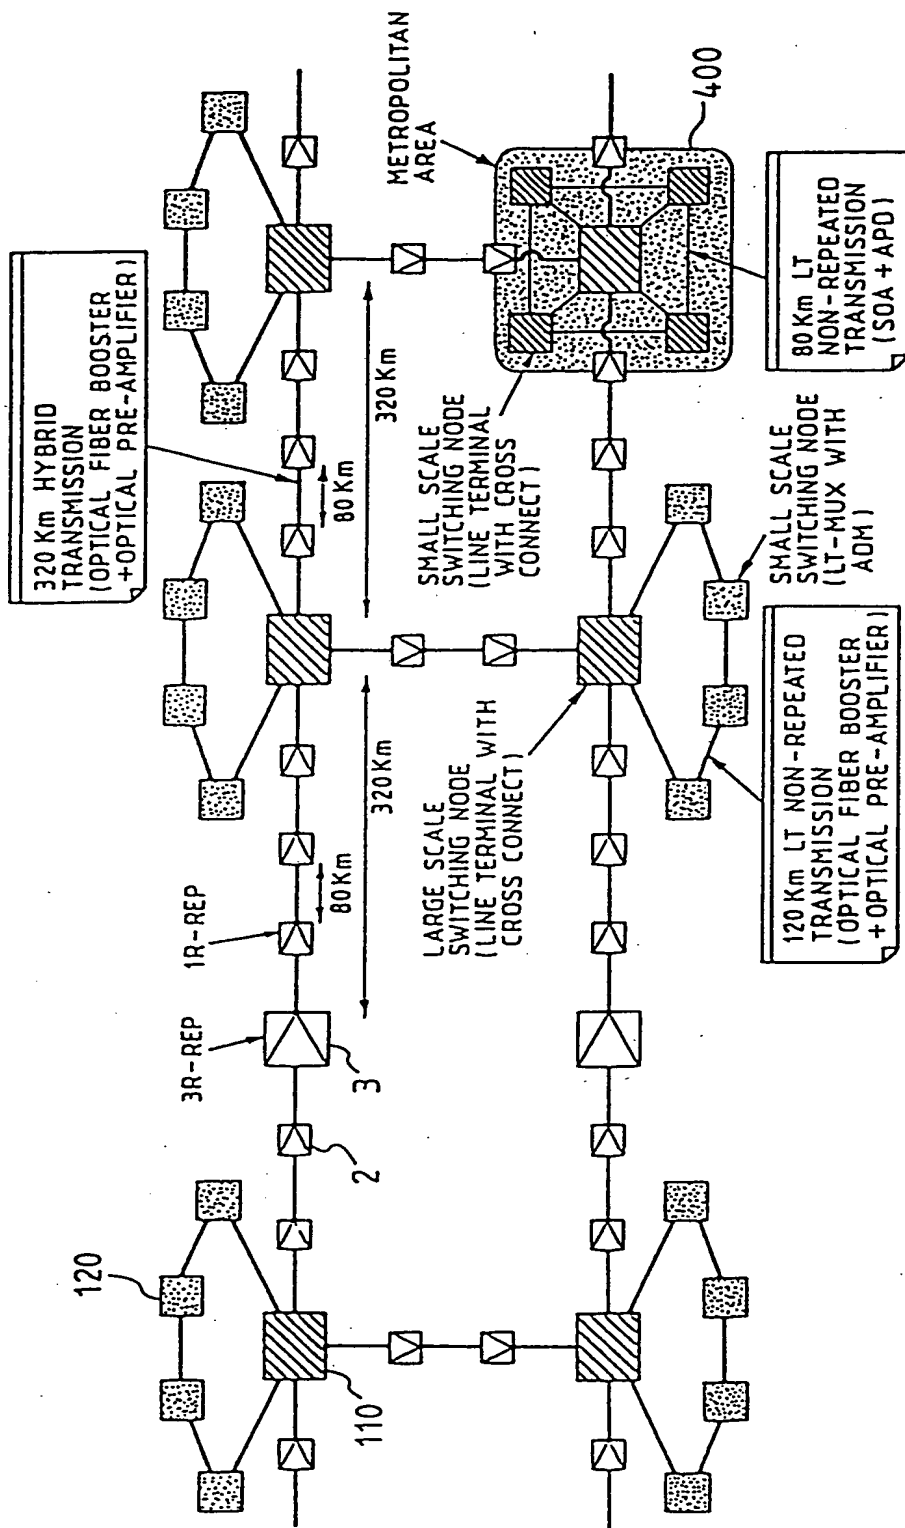 320 Km HYBRID
TRANSMISSION
(OPTICAL FIBER BOOSTER
+OPTICAL PRE-AMPLIFIER)
METROPOLITAN
AREA
400
120
3R-REP
1R-REP
80 Km
80 Km
320 Km
320 Km
110
2
3
LARGE SCALE
SWITCHING NODE
(LINE TERMINAL WITH
CROSS CONNECT)
SMALL SCALE
SWITCHING NODE
(LINE TERMINAL
WITH CROSS
CONNECT)
80 Km LT
NON-REPEATED
TRANSMISSION
(SOA + APD)
SMALL SCALE
SWITCHING NODE
(LT-MUX WITH
ADM)
120 Km LT NON-REPEATED
TRANSMISSION
(OPTICAL FIBER BOOSTER
+ OPTICAL PRE-AMPLIFIER)